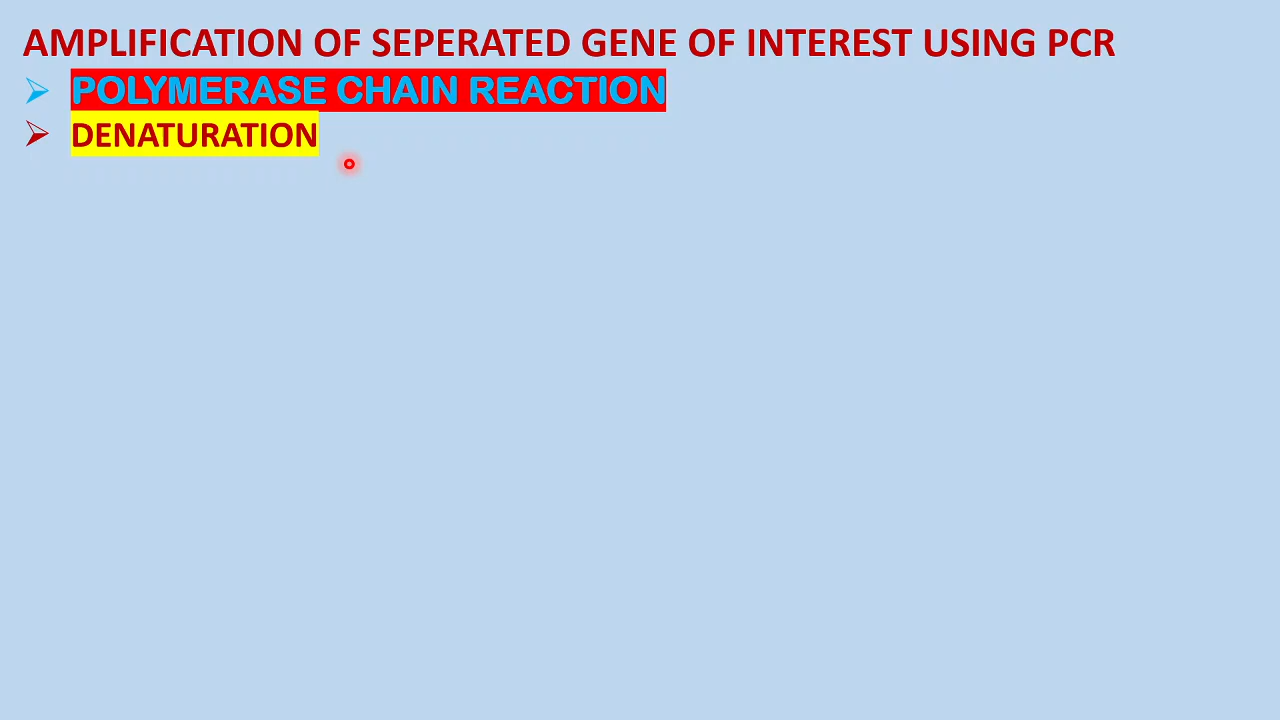 AMPLIFICATION OF SEPERATED GENE OF INTEREST USING PCR
POLYMERASE CHAIN REACTION
DENATURATION